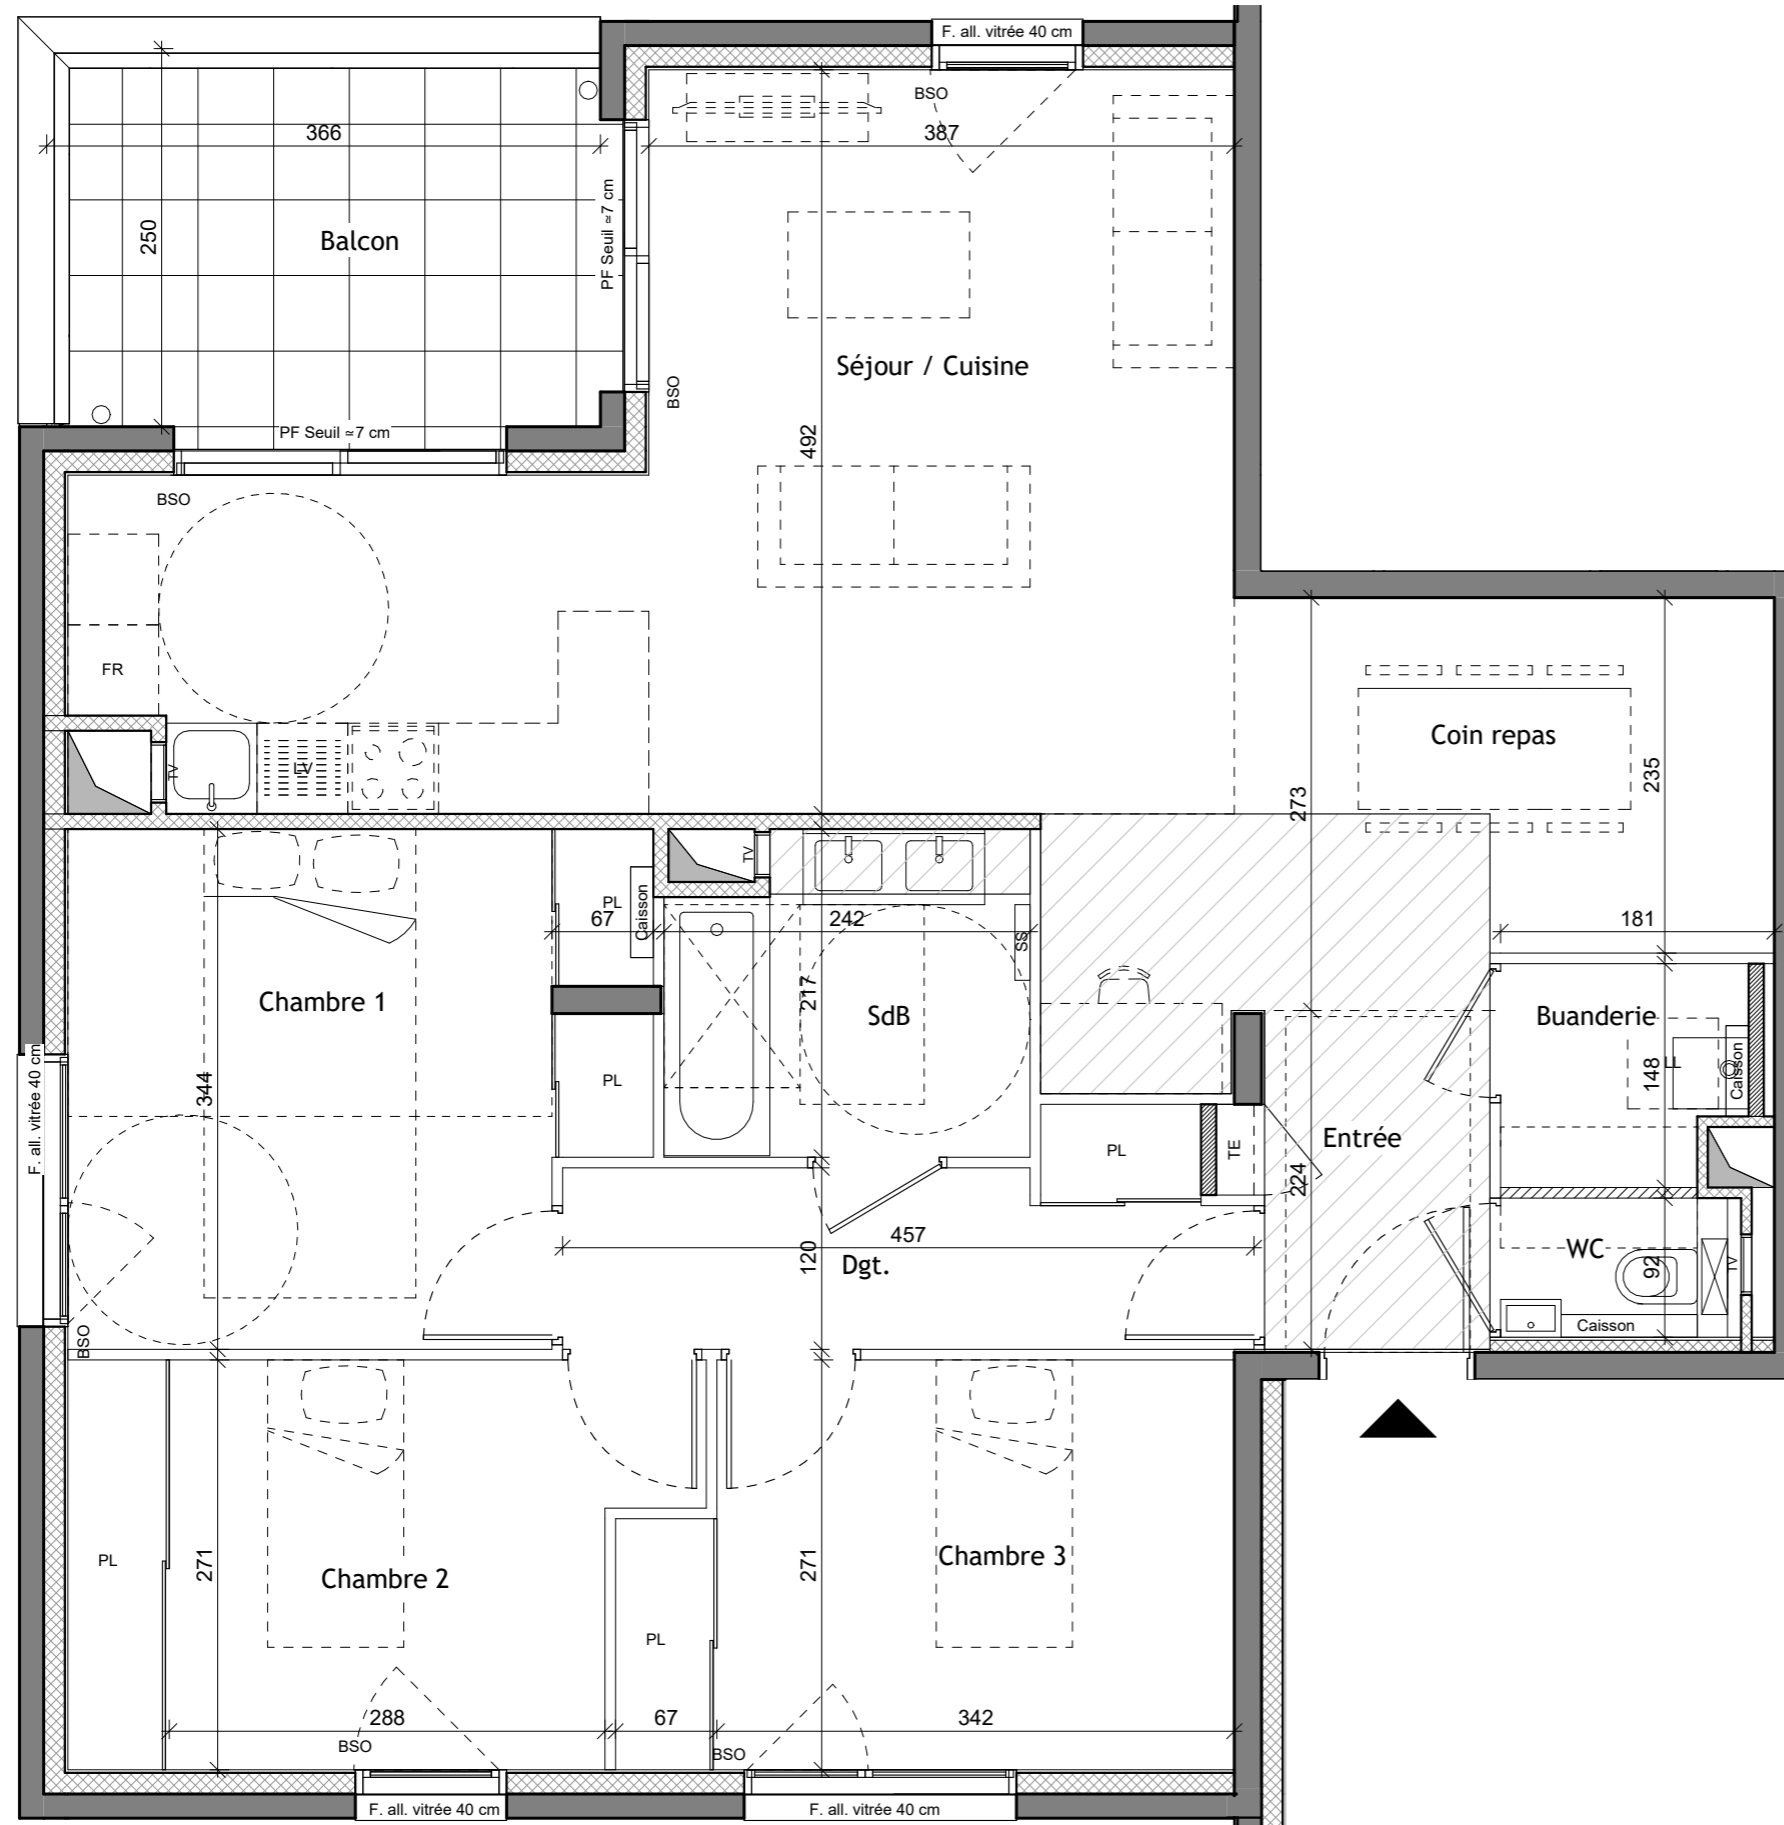 F. all. vitrée 40 cm
BSO
366
387
250
Balcon
PF Seuil ≃7 cm
Séjour / Cuisine
BSO
492
PF Seuil ≃7 cm
BSO
FR
TV
LV
Coin repas
235
273
TV
PL
Caisson
67
242
181
SS
217
Chambre 1
SdB
Buanderie
LL
148
Caisson
F. all. vitrée 40 cm
344
PL
PL
TE
Entrée
224
457
120
Dgt.
WC
92
TV
Caisson
BSO
PL
271
Chambre 2
271
Chambre 3
PL
288
67
342
BSO
BSO
F. all. vitrée 40 cm
F. all. vitrée 40 cm